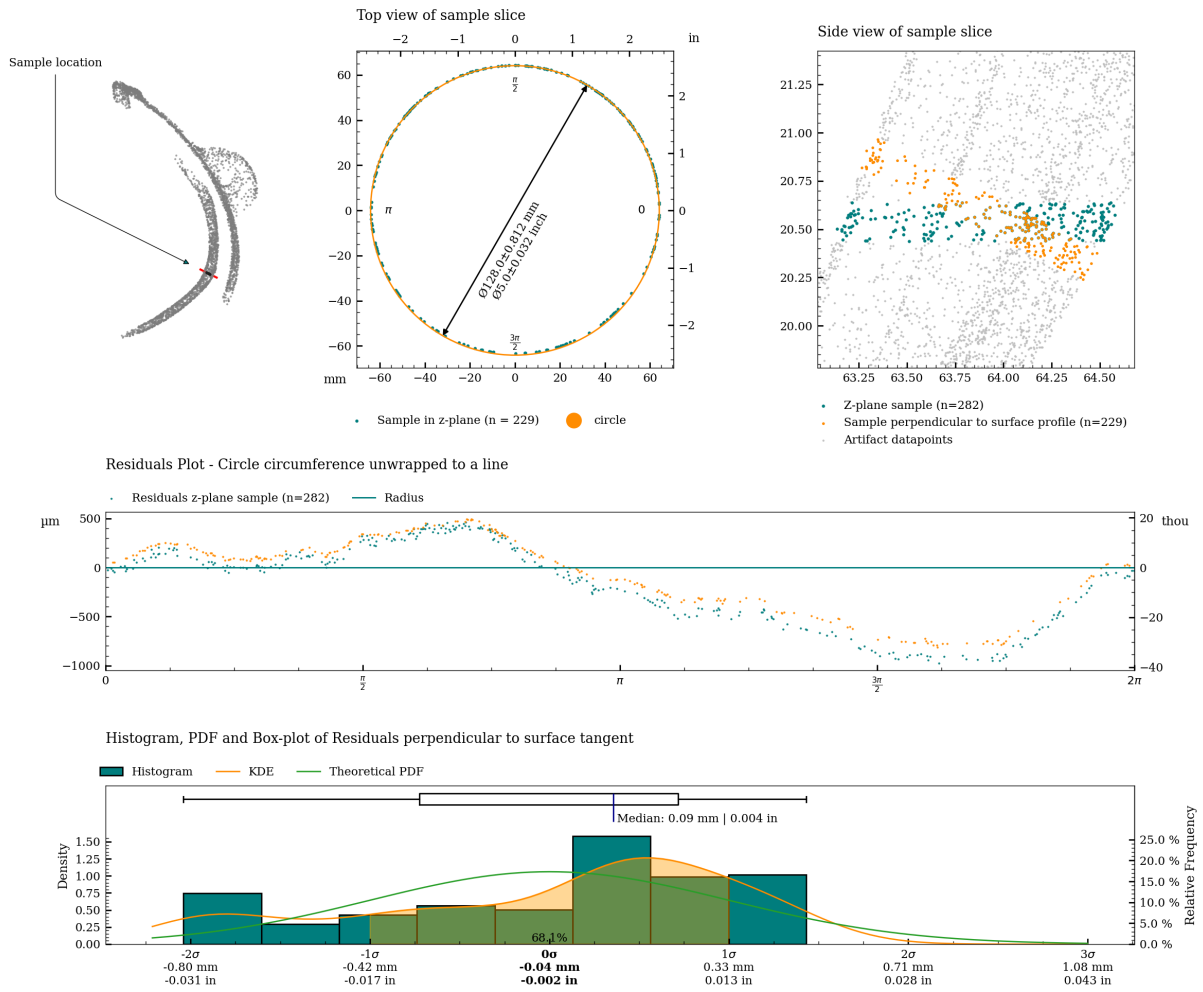 Sample location
Top view of sample slice
−2 −1 0 1 2 in
60
40
20
0
−20
−40
−60
2
1
0
−1
−2
π/2
π
0
3π/2
Ø128.0±0.812 mm
Ø5.0±0.032 inch
mm −60 −40 −20 0 20 40 60
Sample in z-plane (n = 229) circle
Side view of sample slice
21.25
21.00
20.75
20.50
20.25
20.00
63.25 63.50 63.75 64.00 64.25 64.50
Z-plane sample (n=282)
Sample perpendicular to surface profile (n=229)
Artifact datapoints
Residuals Plot - Circle circumference unwrapped to a line
Residuals z-plane sample (n=282) Radius
µm 500 20 thou
0 0
−500 −20
−1000 −40
0 π/2 π 3π/2 2π
Histogram, PDF and Box-plot of Residuals perpendicular to surface tangent
Histogram KDE Theoretical PDF
Median: 0.09 mm | 0.004 in
Density
1.50
1.25
1.00
0.75
0.50
0.25
0.00
Relative Frequency
25.0 %
20.0 %
15.0 %
10.0 %
5.0 %
0.0 %
68.1%
-2σ -1σ 0σ 1σ 2σ 3σ
-0.80 mm -0.42 mm -0.04 mm 0.33 mm 0.71 mm 1.08 mm
-0.031 in -0.017 in -0.002 in 0.013 in 0.028 in 0.043 in